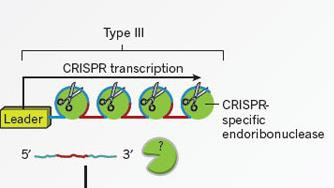 Type III
CRISPR transcription
Leader
CRISPR-
specific
endoribonuclease
5′ 3′
?